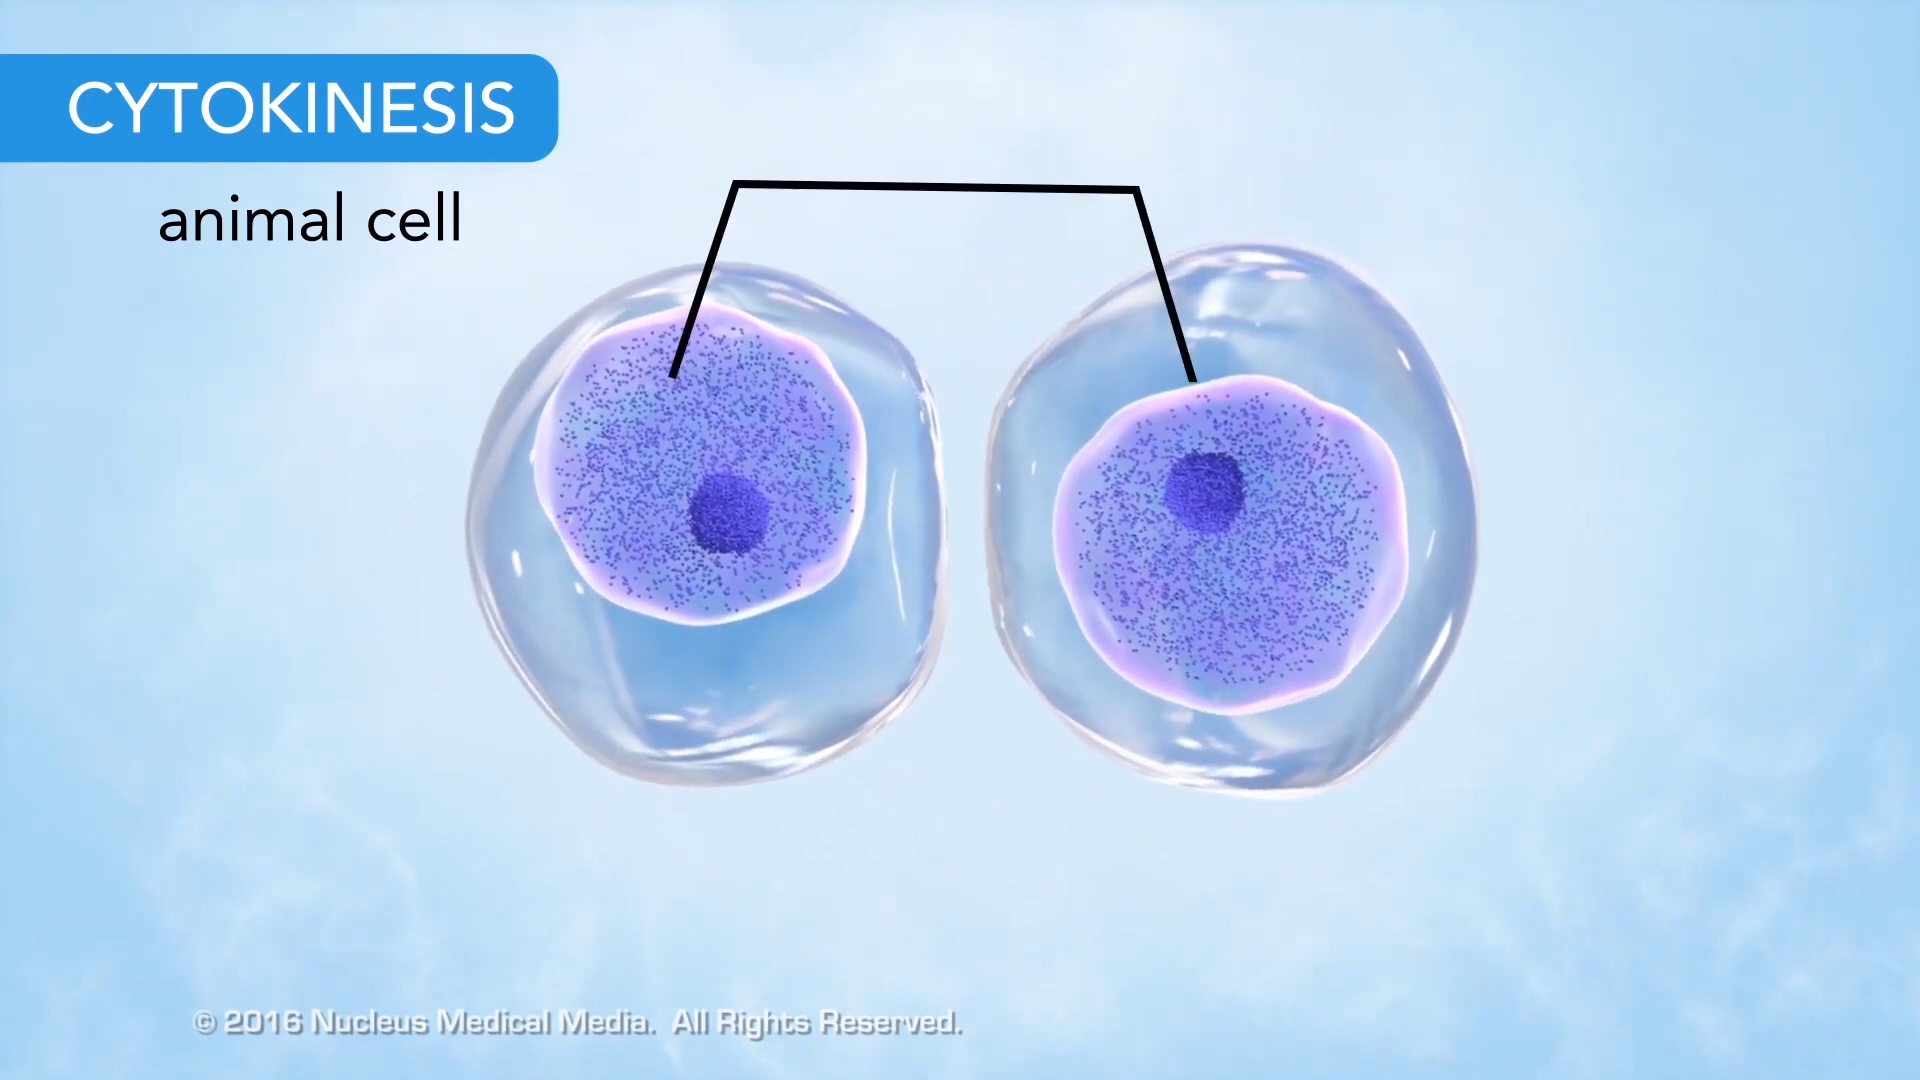 CYTOKINESIS
animal cell
© 2016 Nucleus Medical Media. All Rights Reserved.